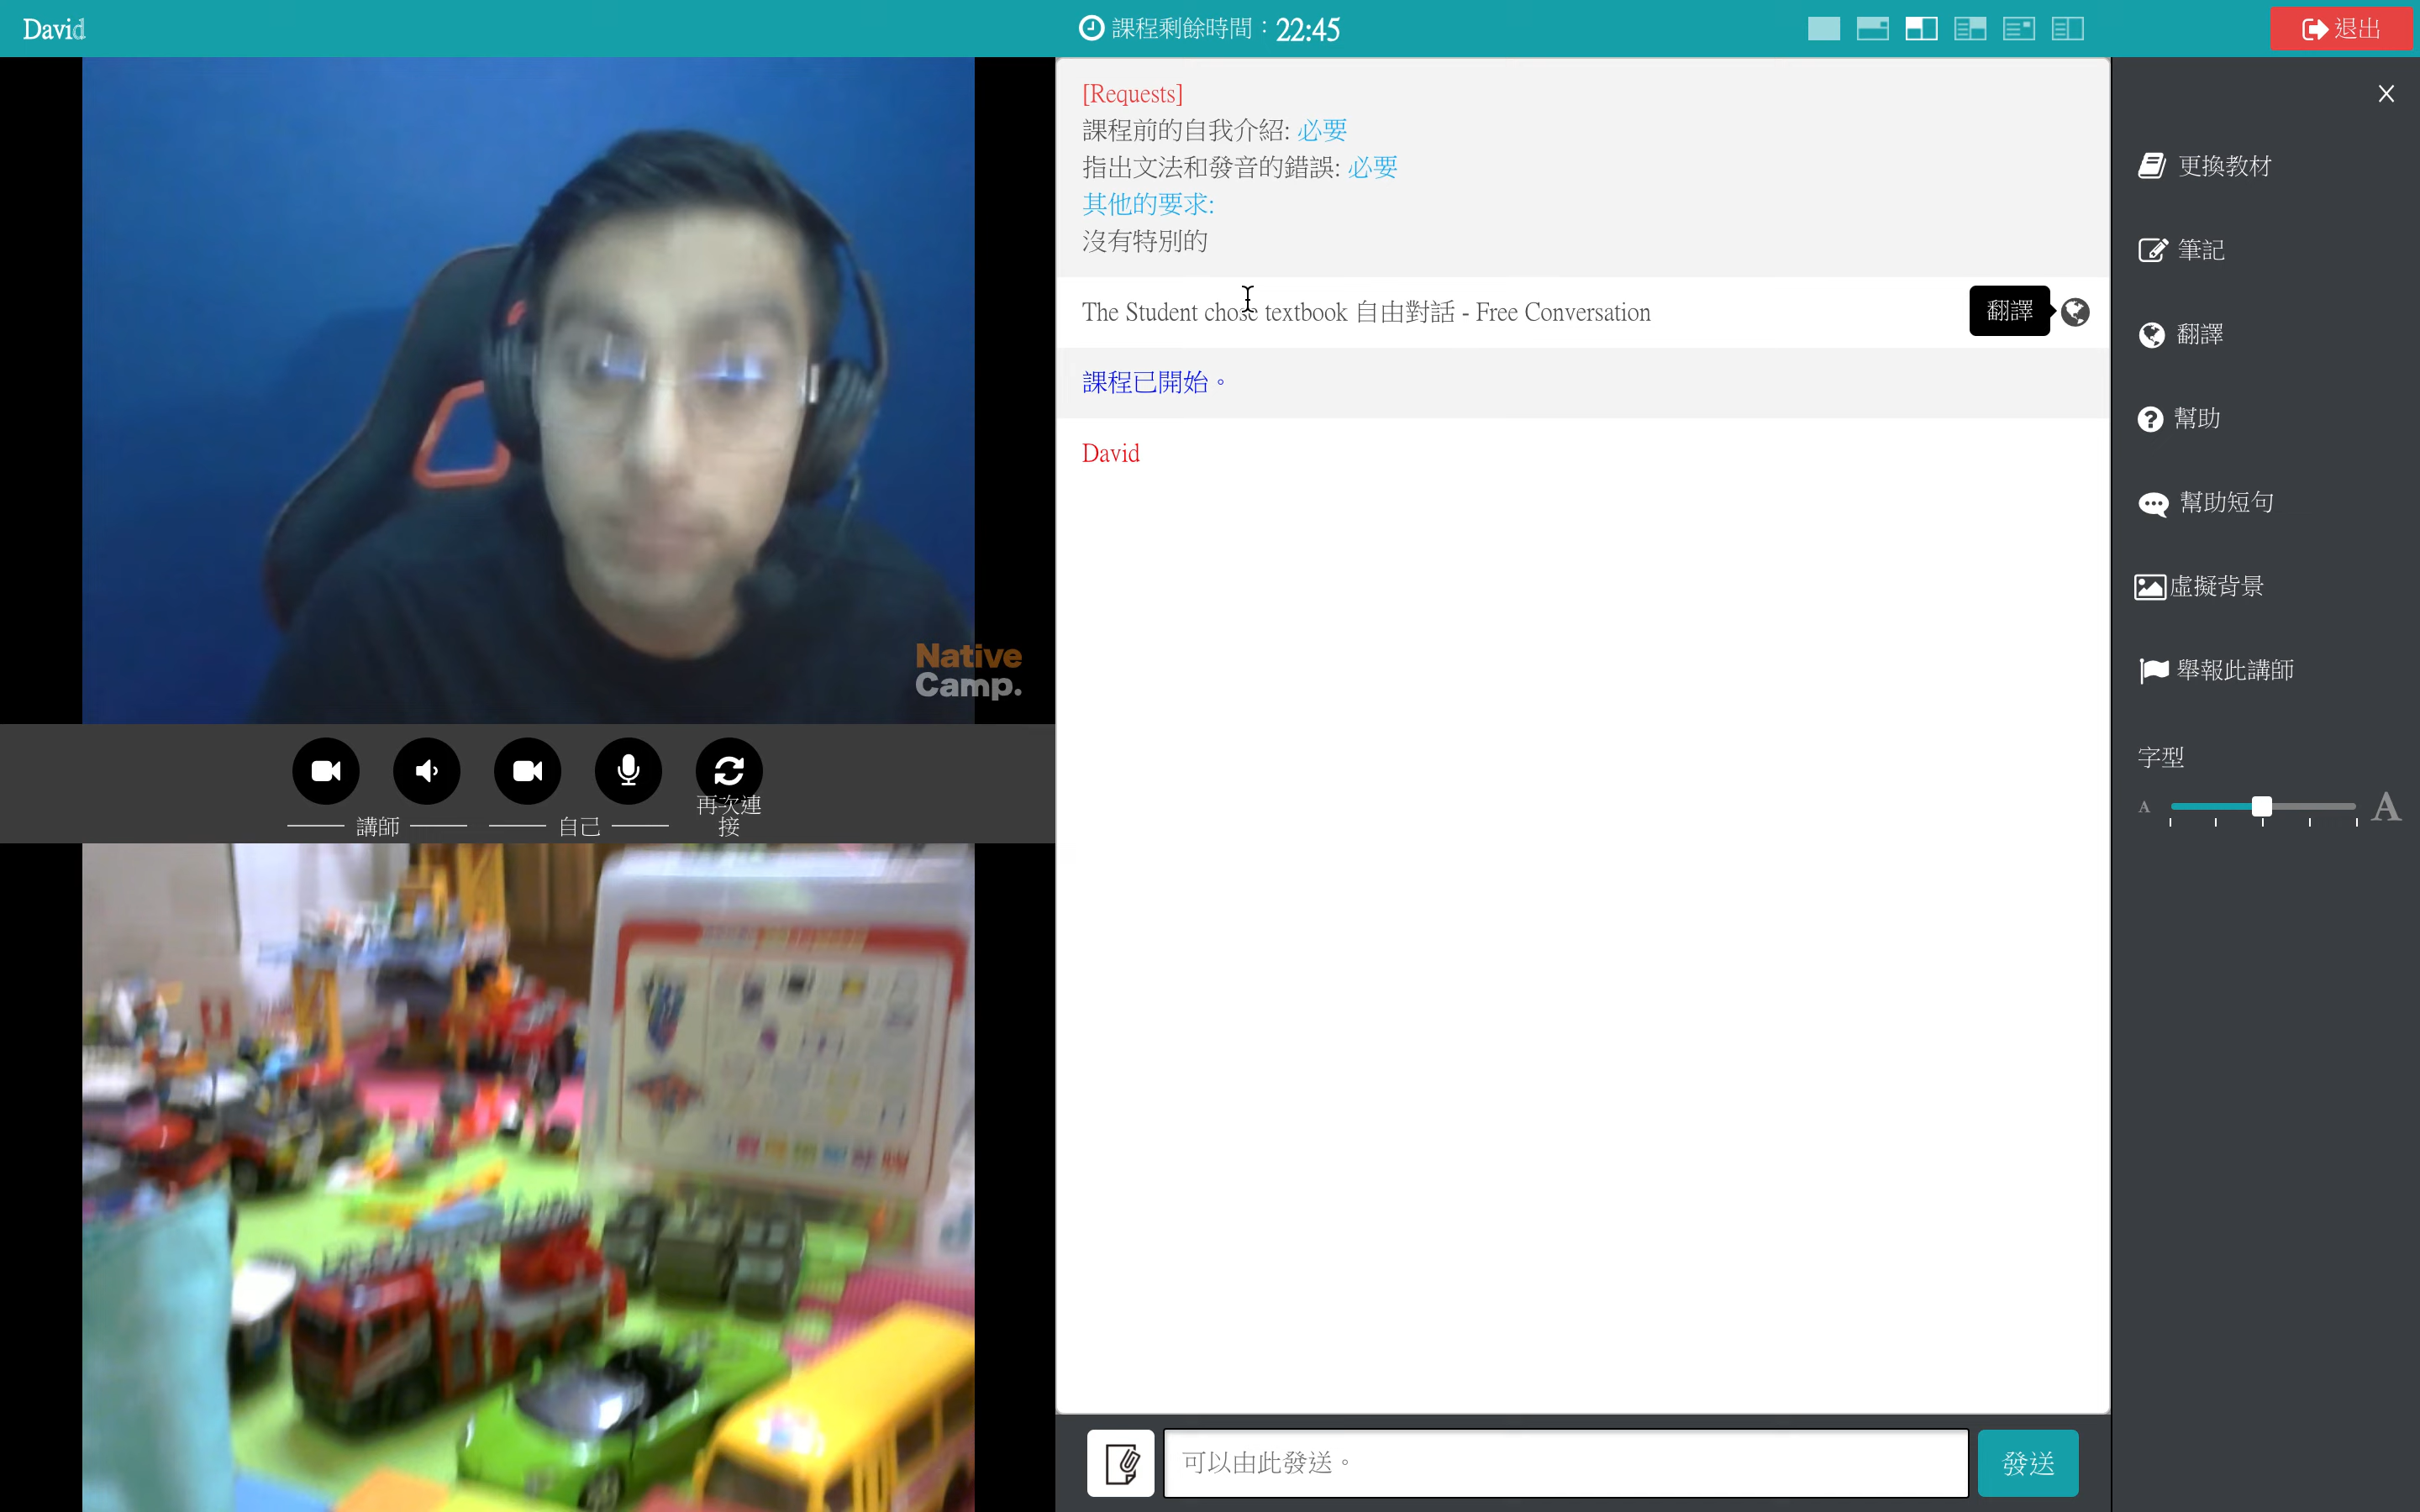 David
課程剩餘時間：22:45
退出
[Requests]
課程前的自我介紹: 必要
指出文法和發音的錯誤: 必要
其他的要求:
沒有特別的
The Student chose textbook 自由對話 - Free Conversation
翻譯
課程已開始。
David
Native
Camp.
講師
自己
再次連
接
更換教材
筆記
翻譯
幫助
幫助短句
虛擬背景
舉報此講師
字型
A
A
可以由此發送。
發送